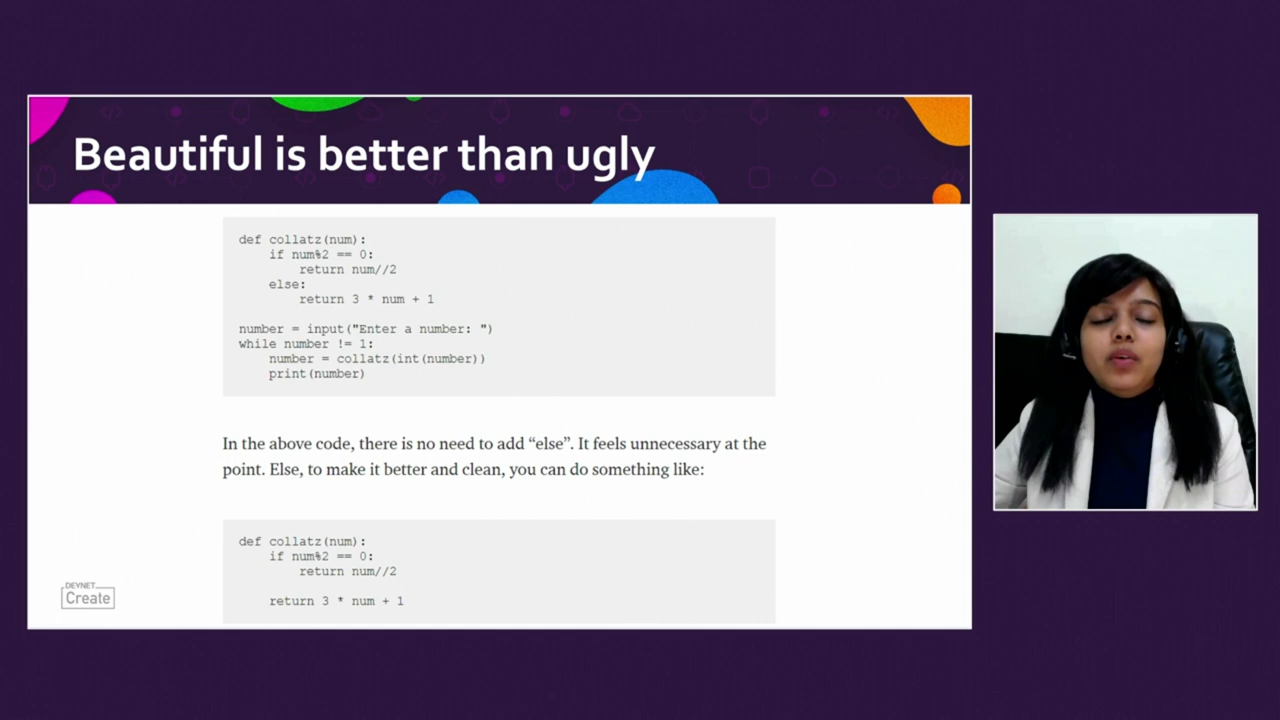 Beautiful is better than ugly
def collatz(num):
    if num%2 == 0:
        return num//2
    else:
        return 3 * num + 1
number = input("Enter a number: ")
while number != 1:
    number = collatz(int(number))
    print(number)
In the above code, there is no need to add “else”. It feels unnecessary at the
point. Else, to make it better and clean, you can do something like:
def collatz(num):
    if num%2 == 0:
        return num//2
    return 3 * num + 1
DEVNET
Create